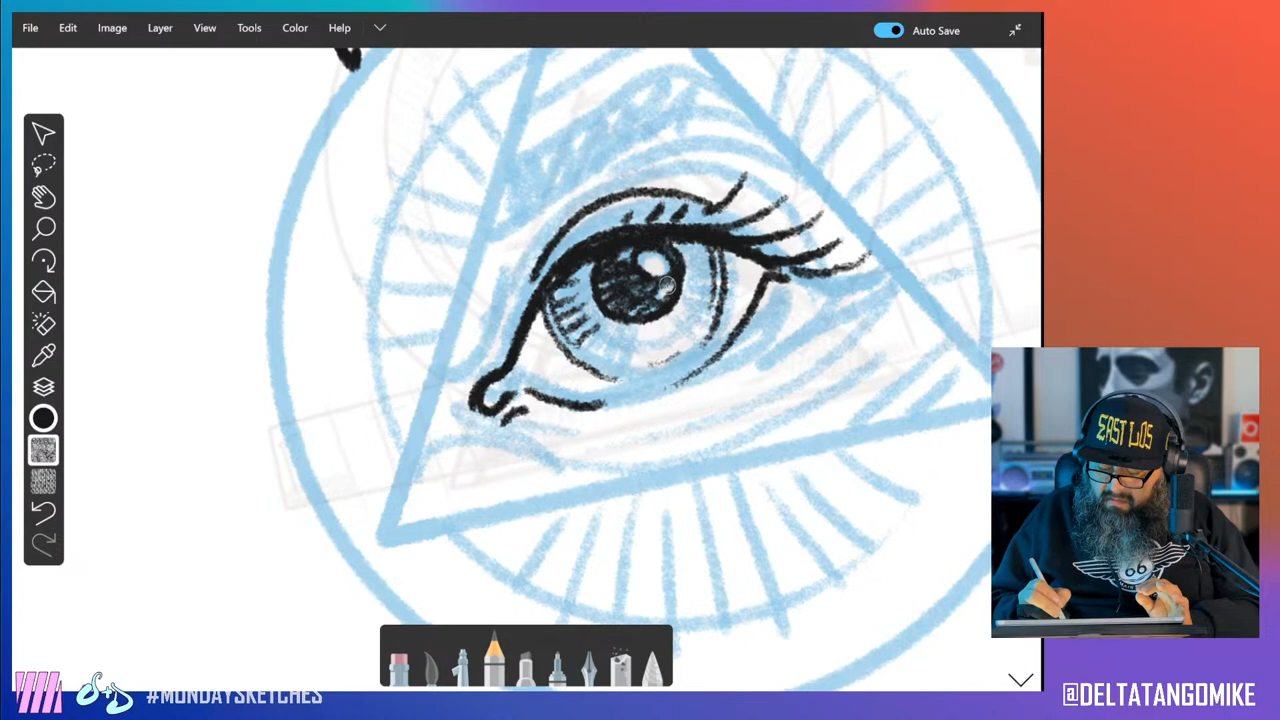 File Edit Image Layer View Tools Color Help Auto Save
EAST LOS
66
#MONDAYSKETCHES
@DELTATANGOMIKE